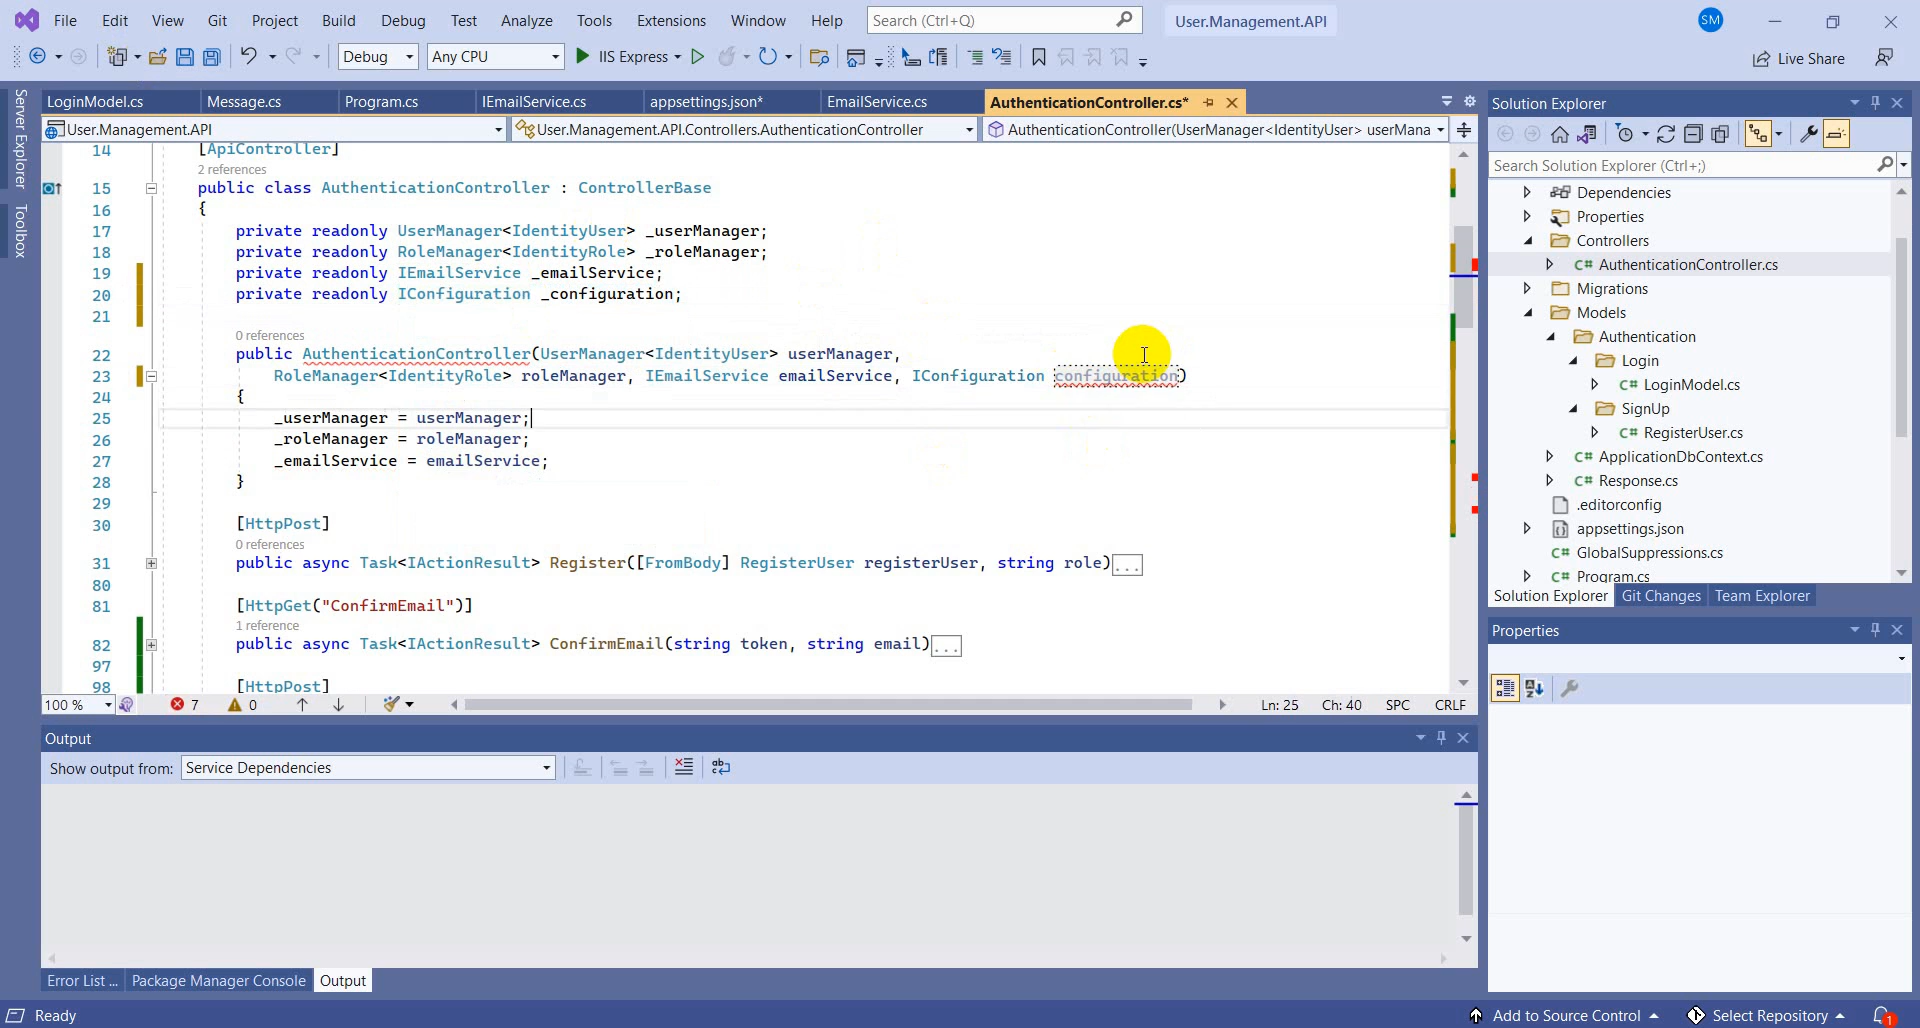 File Edit View Git Project Build Debug Test Analyze Tools Extensions Window Help Search (Ctrl+Q) User.Management.API SM
Debug Any CPU IIS Express Live Share
Server Explorer
Toolbox
LoginModel.cs Message.cs Program.cs IEmailService.cs appsettings.json* EmailService.cs AuthenticationController.cs*
User.Management.API User.Management.API.Controllers.AuthenticationController AuthenticationController(UserManager<IdentityUser> userMana
14 [ApiController]
2 references
15 public class AuthenticationController : ControllerBase
16 {
17 private readonly UserManager<IdentityUser> _userManager;
18 private readonly RoleManager<IdentityRole> _roleManager;
19 private readonly IEmailService _emailService;
20 private readonly IConfiguration _configuration;
21
0 references
22 public AuthenticationController(UserManager<IdentityUser> userManager,
23 RoleManager<IdentityRole> roleManager, IEmailService emailService, IConfiguration configuration)
24 {
25 _userManager = userManager;
26 _roleManager = roleManager;
27 _emailService = emailService;
28 }
29
30 [HttpPost]
0 references
31 public async Task<IActionResult> Register([FromBody] RegisterUser registerUser, string role)...
80
81 [HttpGet("ConfirmEmail")]
1 reference
82 public async Task<IActionResult> ConfirmEmail(string token, string email)...
97
98 [HttpPost]
100 % 7 0 Ln: 25 Ch: 40 SPC CRLF
Output
Show output from: Service Dependencies
Error List ... Package Manager Console Output
Solution Explorer
Search Solution Explorer (Ctrl+;)
Dependencies
Properties
Controllers
C# AuthenticationController.cs
Migrations
Models
Authentication
Login
C# LoginModel.cs
SignUp
C# RegisterUser.cs
C# ApplicationDbContext.cs
C# Response.cs
.editorconfig
appsettings.json
C# GlobalSuppressions.cs
C# Program.cs
Solution Explorer Git Changes Team Explorer
Properties
Ready Add to Source Control Select Repository 1